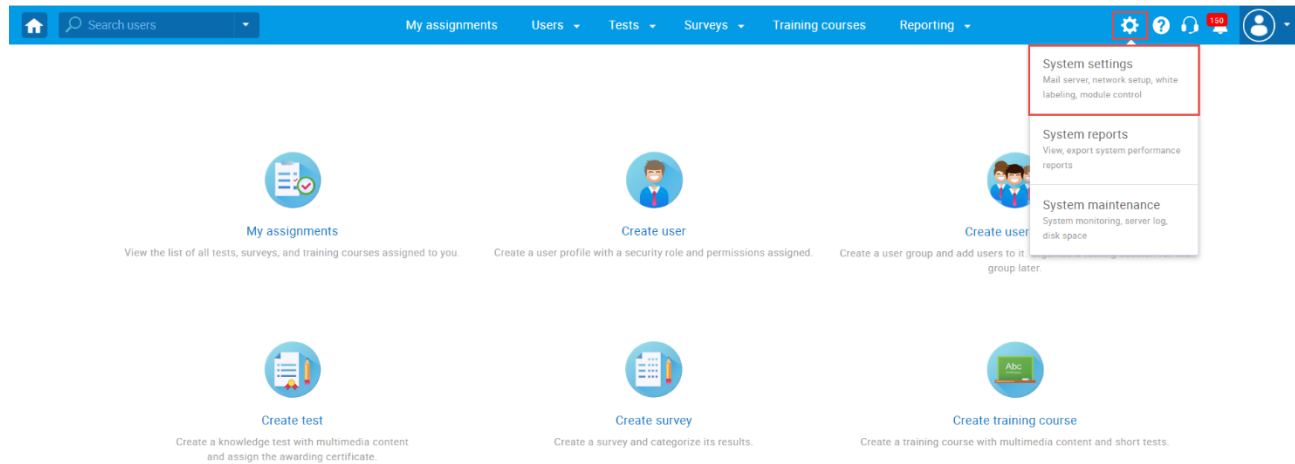 Search users
My assignments
Users
Tests
Surveys
Training courses
Reporting
150
System settings
Mail server, network setup, white
labeling, module control
System reports
View, export system performance
reports
System maintenance
System monitoring, server log,
disk space
My assignments
View the list of all tests, surveys, and training courses assigned to you.
Create user
Create a user profile with a security role and permissions assigned.
Create user
Create a user group and add users to it
group later.
Create test
Create a knowledge test with multimedia content
and assign the awarding certificate.
Create survey
Create a survey and categorize its results.
Abc
Create training course
Create a training course with multimedia content and short tests.